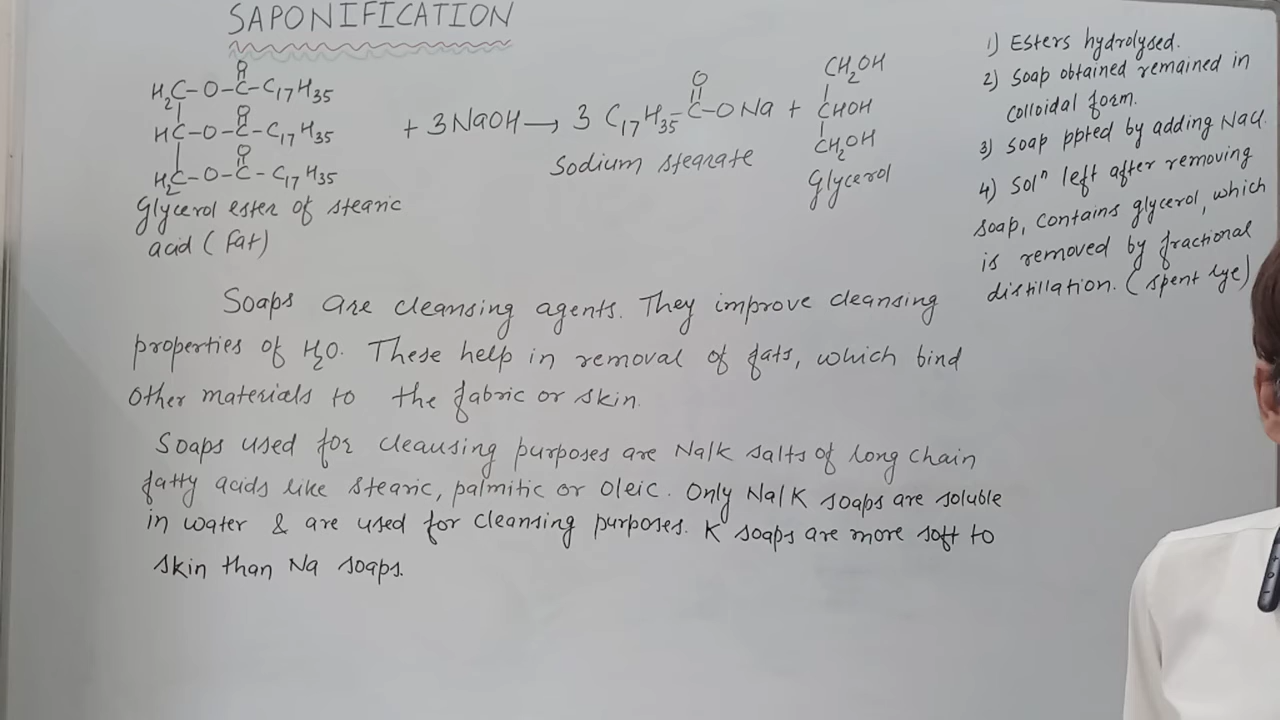 SAPONIFICATION
O
H₂C-O-C-C₁₇H₃₅
O
HC-O-C-C₁₇H₃₅
O
H₂C-O-C-C₁₇H₃₅
Glycerol ester of stearic
acid (Fat)
+ 3NaOH → 3 C₁₇H₃₅-C-ONa +
O
Sodium stearate
CH₂OH
CHOH
CH₂OH
Glycerol
1) Esters hydrolysed.
2) Soap obtained remained in
colloidal form.
3) Soap ppted by adding NaCl.
4) Solⁿ left after removing
soap, contains glycerol, which
is removed by fractional
distillation. (Spent lye)
Soaps are cleansing agents. They improve cleansing
properties of H₂O. These help in removal of fats, which bind
other materials to the fabric or skin.
Soaps used for cleansing purposes are Na/K salts of long chain
fatty acids like stearic, palmitic or oleic. Only Na/K soaps are soluble
in water & are used for cleansing purposes. K soaps are more soft to
skin than Na soaps.